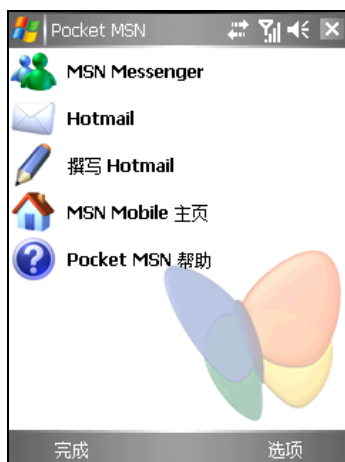 Pocket MSN
MSN Messenger
Hotmail
撰写 Hotmail
MSN Mobile 主页
Pocket MSN 帮助
完成 选项